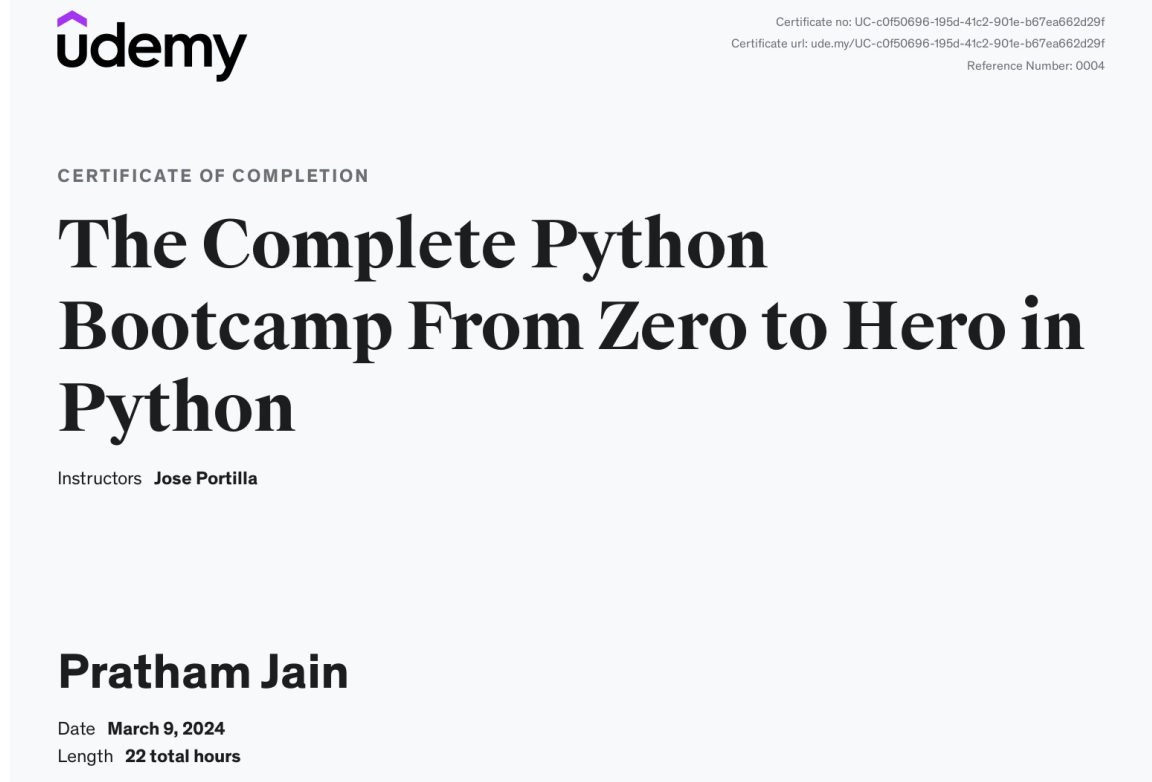 udemy
Certificate no: UC-c0f50696-195d-41c2-901e-b67ea662d29f
Certificate url: ude.my/UC-c0f50696-195d-41c2-901e-b67ea662d29f
Reference Number: 0004
CERTIFICATE OF COMPLETION
The Complete Python
Bootcamp From Zero to Hero in
Python
Instructors Jose Portilla
Pratham Jain
Date March 9, 2024
Length 22 total hours